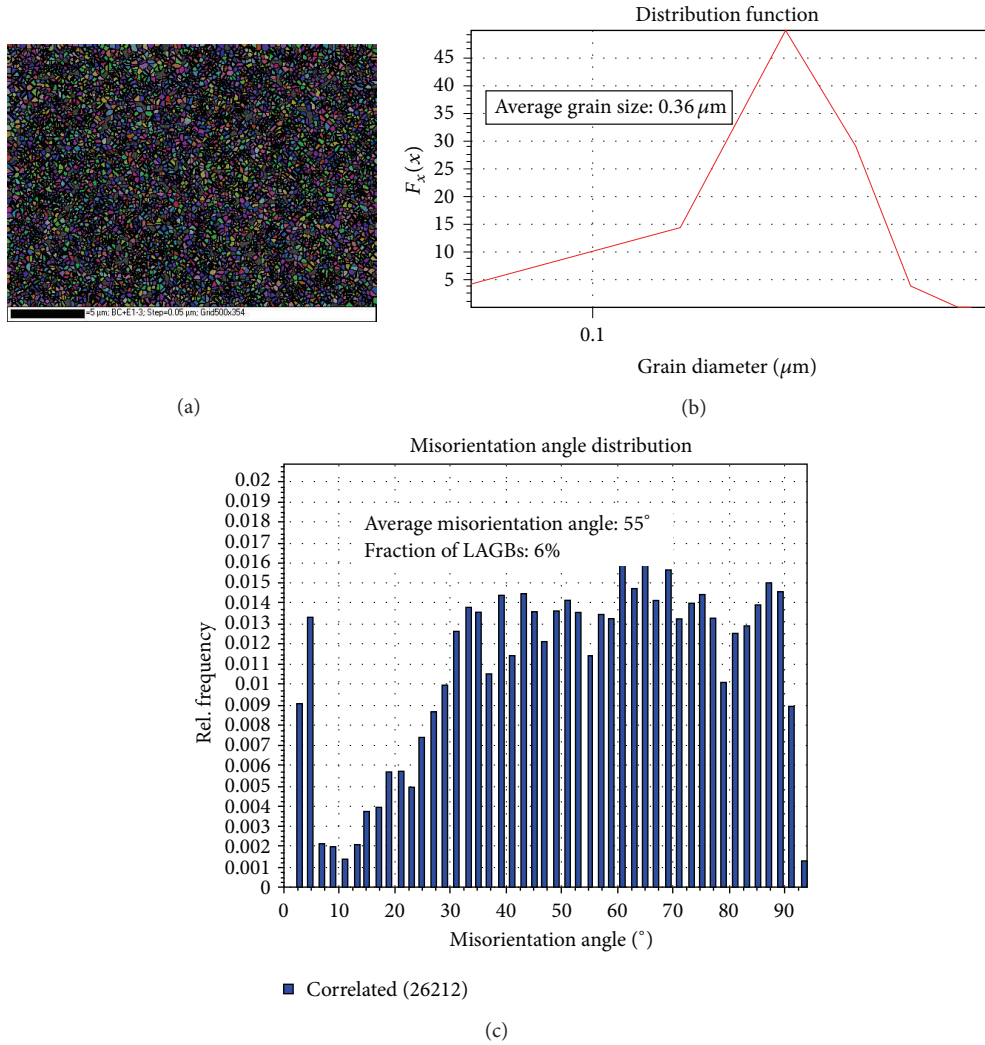 =5 μm; BC+E1-3; Step=0.05 μm; Grid500x354
(a)
Distribution function
45
40
35
30
25
20
15
10
5
F_x(x)
Average grain size: 0.36 μm
0.1
Grain diameter (μm)
(b)
Misorientation angle distribution
0.02
0.019
0.018
0.017
0.016
0.015
0.014
0.013
0.012
0.011
0.01
0.009
0.008
0.007
0.006
0.005
0.004
0.003
0.002
0.001
0
Rel. frequency
Average misorientation angle: 55°
Fraction of LAGBs: 6%
0 10 20 30 40 50 60 70 80 90
Misorientation angle (°)
Correlated (26212)
(c)